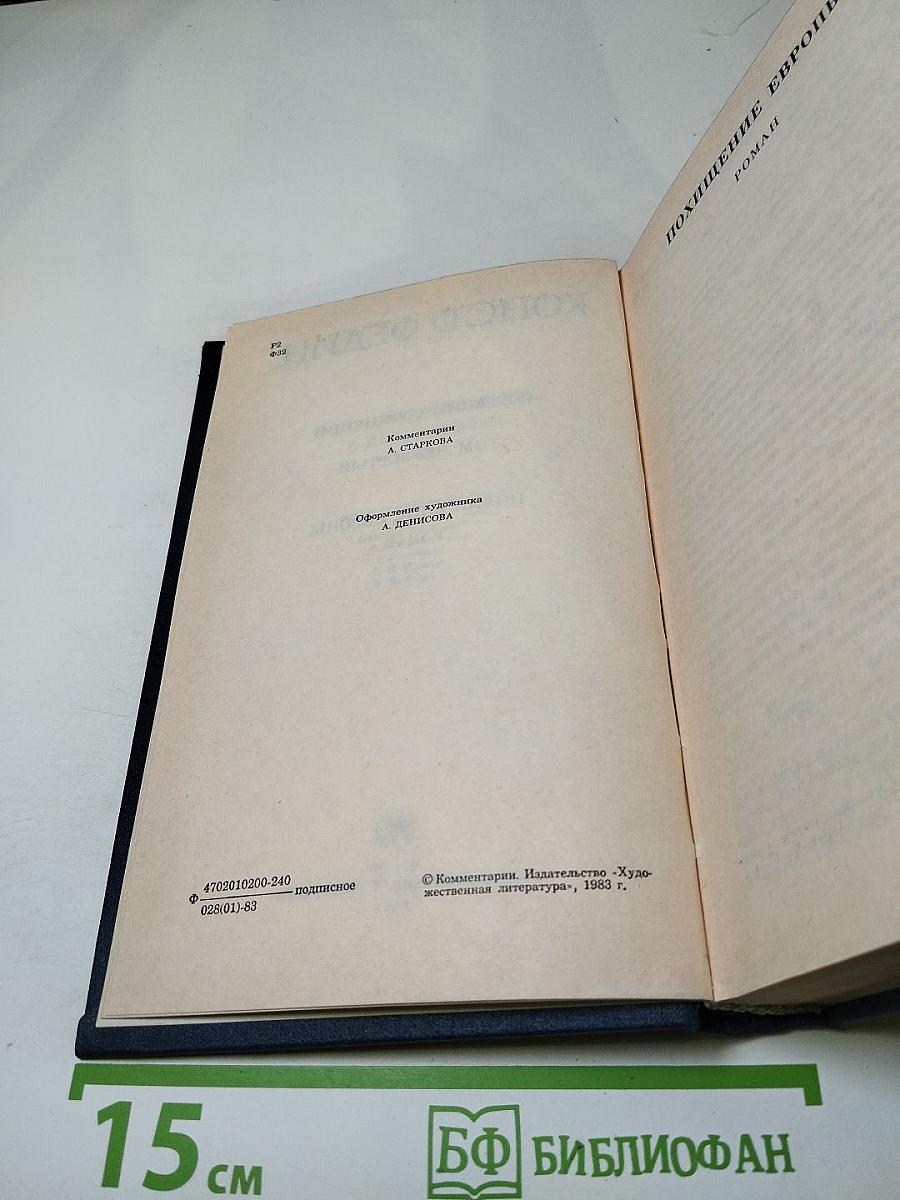 Р2
Ф32
Комментарии
А. СТАРКОВА
Оформление художника
А. ДЕНИСОВА
Ф 4702010200-240 подписное
028(01)-83
© Комментарии. Издательство «Худо-
жественная литература», 1983 г.
ПОХИЩЕНИЕ ЕВРОПЫ
РОМАН
15 см
БФ БИБЛИОФАН